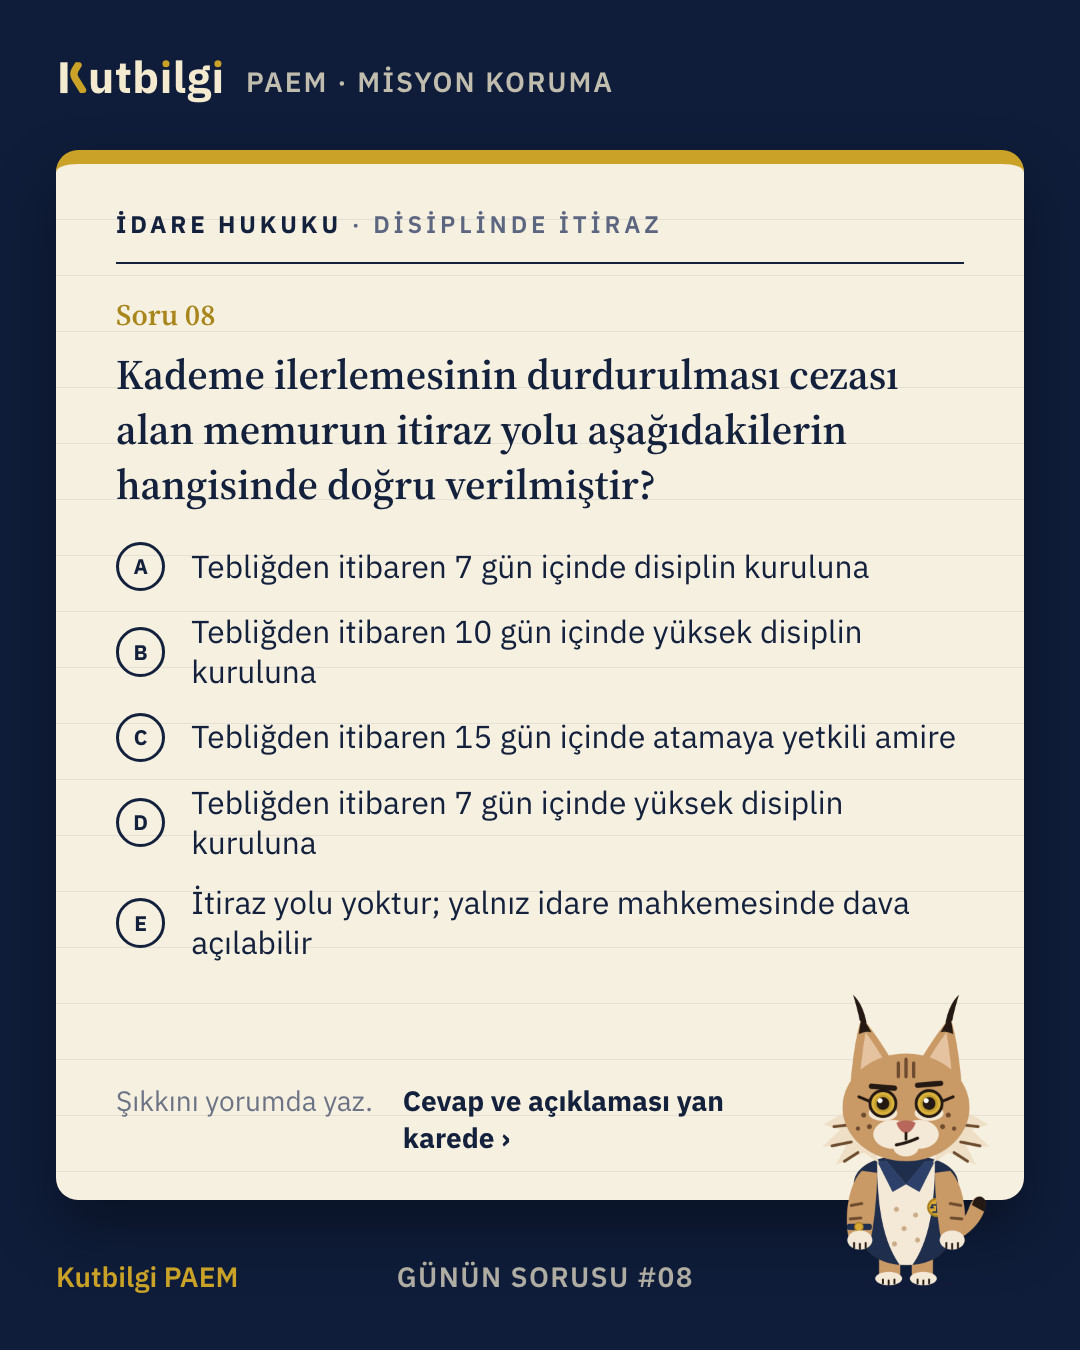 Kutbilgi PAEM · MİSYON KORUMA
İDARE HUKUKU · DİSİPLİNDE İTİRAZ
Soru 08
Kademe ilerlemesinin durdurulması cezası
alan memurun itiraz yolu aşağıdakilerin
hangisinde doğru verilmiştir?
A Tebliğden itibaren 7 gün içinde disiplin kuruluna
B Tebliğden itibaren 10 gün içinde yüksek disiplin
kuruluna
C Tebliğden itibaren 15 gün içinde atamaya yetkili amire
D Tebliğden itibaren 7 gün içinde yüksek disiplin
kuruluna
E İtiraz yolu yoktur; yalnız idare mahkemesinde dava
açılabilir
Şıkkını yorumda yaz. Cevap ve açıklaması yan
karede ›
Kutbilgi PAEM GÜNÜN SORUSU #08